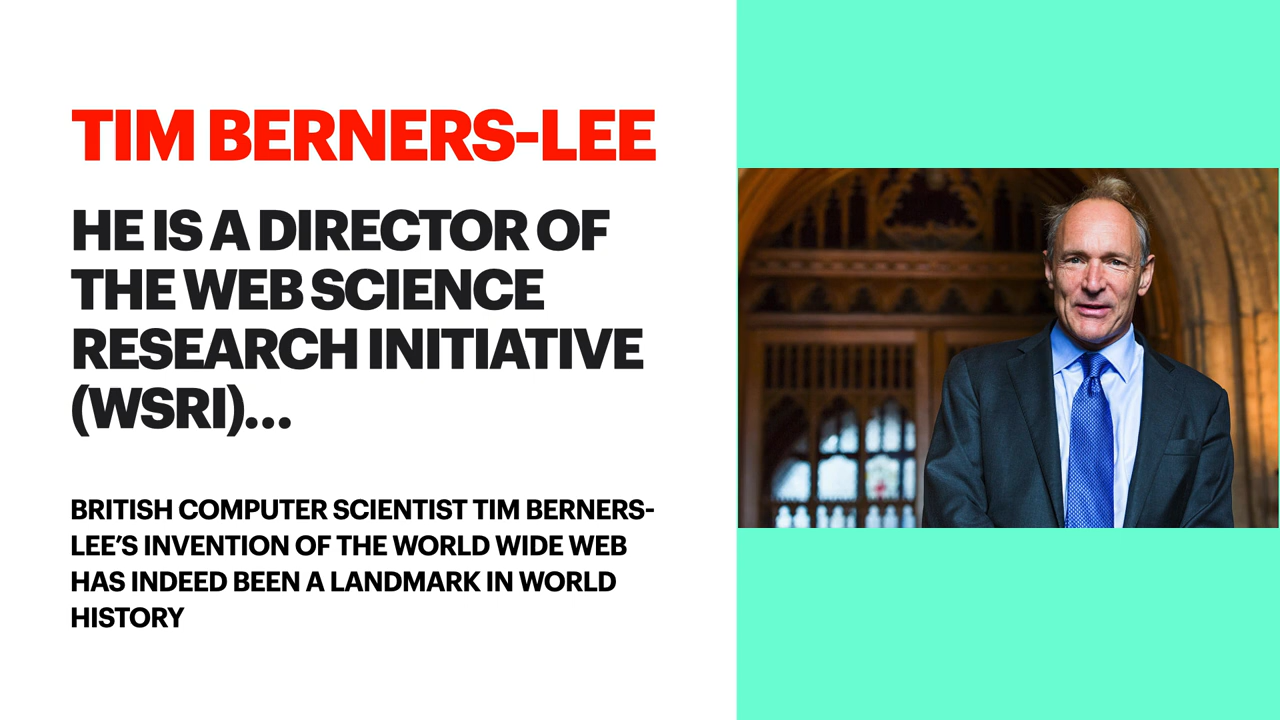 TIM BERNERS-LEE
HE IS A DIRECTOR OF
THE WEB SCIENCE
RESEARCH INITIATIVE
(WSRI)...
BRITISH COMPUTER SCIENTIST TIM BERNERS-
LEE’S INVENTION OF THE WORLD WIDE WEB
HAS INDEED BEEN A LANDMARK IN WORLD
HISTORY